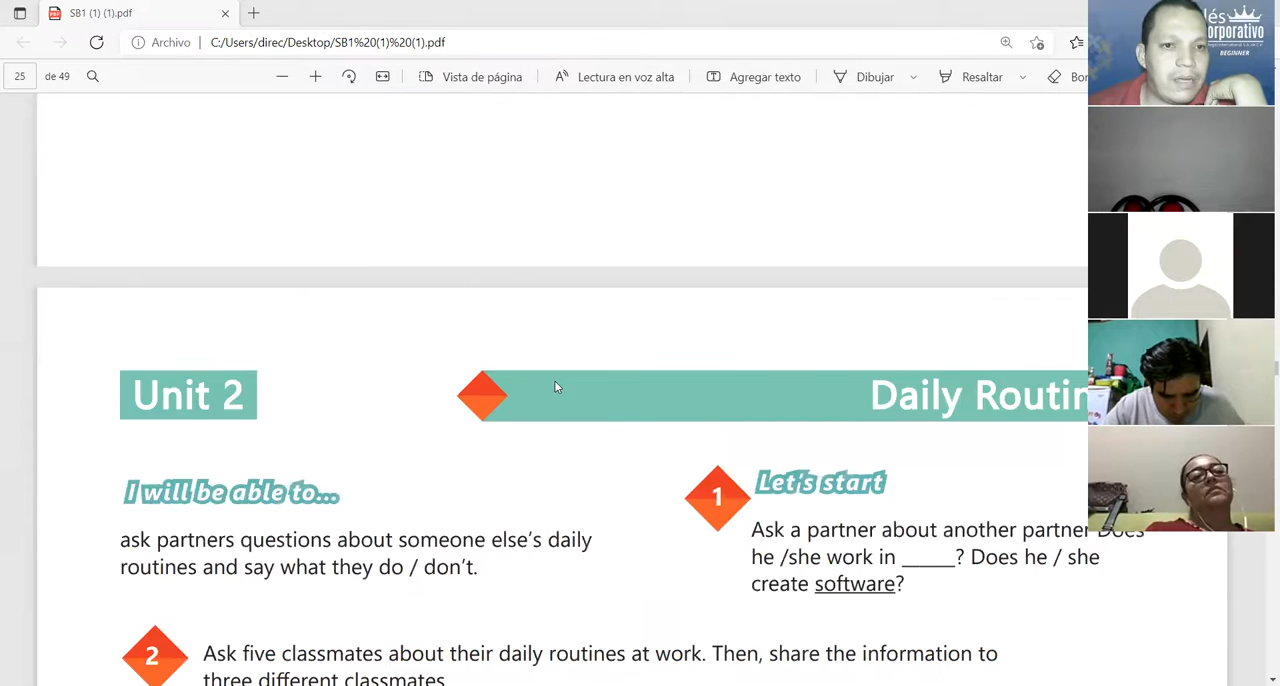 SB1 (1) (1).pdf
Archivo | C:/Users/direc/Desktop/SB1%20(1)%20(1).pdf
25 de 49
Vista de página
Lectura en voz alta
Agregar texto
Dibujar
Resaltar
Bor
lés
orporativo
BEGINNER
Unit 2
Daily Routin
I will be able to...
ask partners questions about someone else's daily
routines and say what they do / don't.
1
Let's start
Ask a partner about another partner Does
he /she work in _____? Does he / she
create software?
2
Ask five classmates about their daily routines at work. Then, share the information to
three different classmates